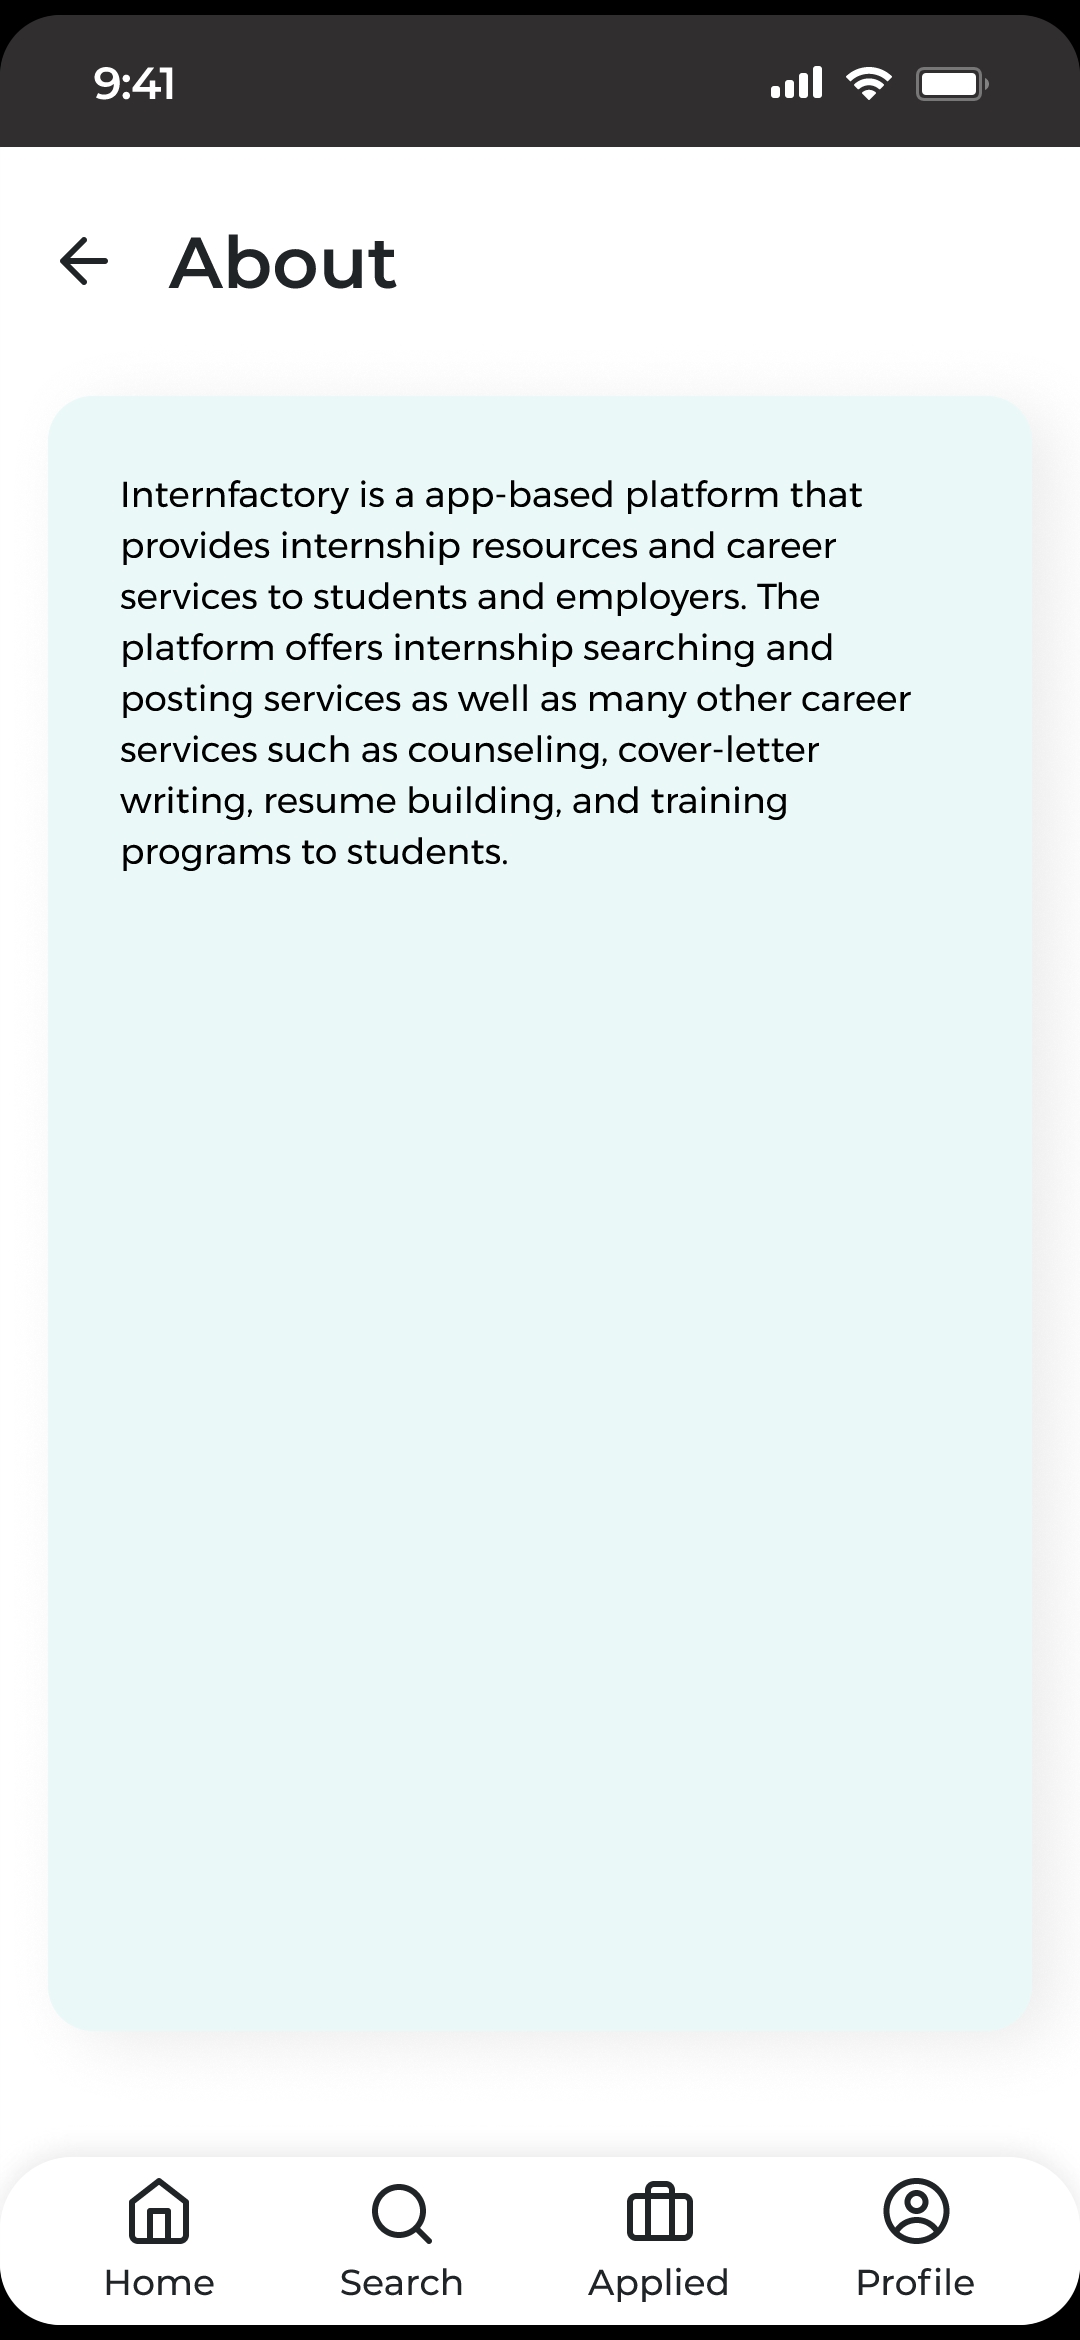 9:41
About
Internfactory is a app-based platform that
provides internship resources and career
services to students and employers. The
platform offers internship searching and
posting services as well as many other career
services such as counseling, cover-letter
writing, resume building, and training
programs to students.
Home
Search
Applied
Profile